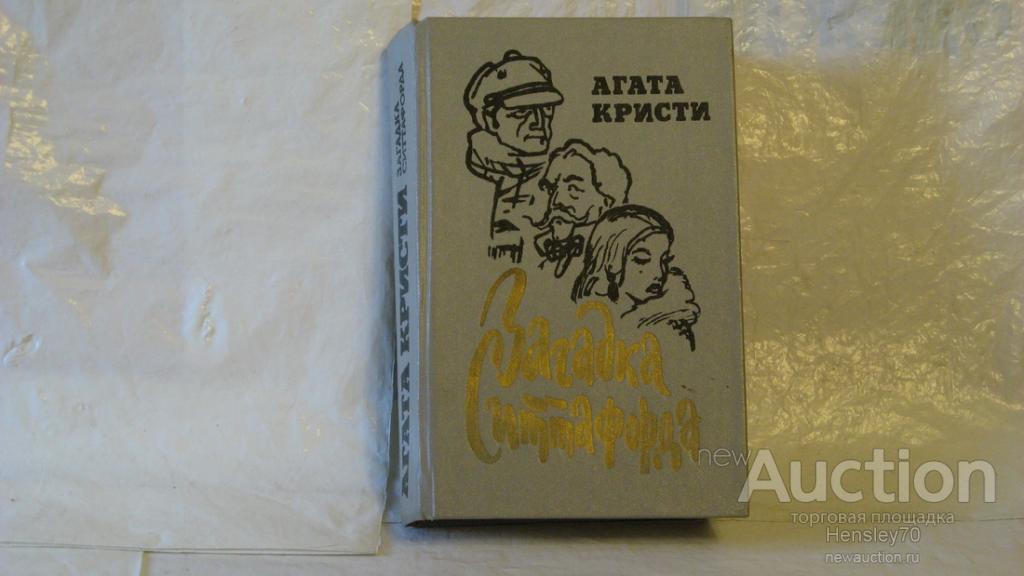 АГАТА
КРИСТИ
Загадка
Ситтафорда
АГАТА КРИСТИ
ЗАГАДКА
СИТТАФОРДА
newAuction
торговая площадка
Hensley70
newauction.ru